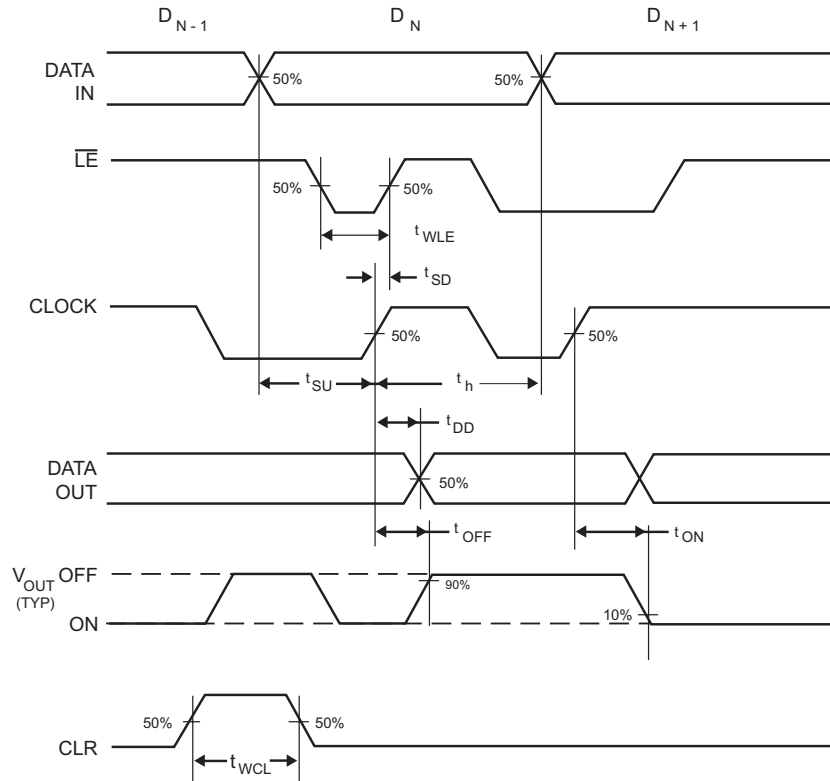 D N - 1 D N D N + 1
DATA IN
50% 50%
LE
50% 50%
t WLE
t SD
CLOCK
50% 50%
t SU t h
t DD
DATA OUT
50%
t OFF t ON
V OUT (TYP) OFF
90%
10%
ON
50% 50%
CLR
t WCL